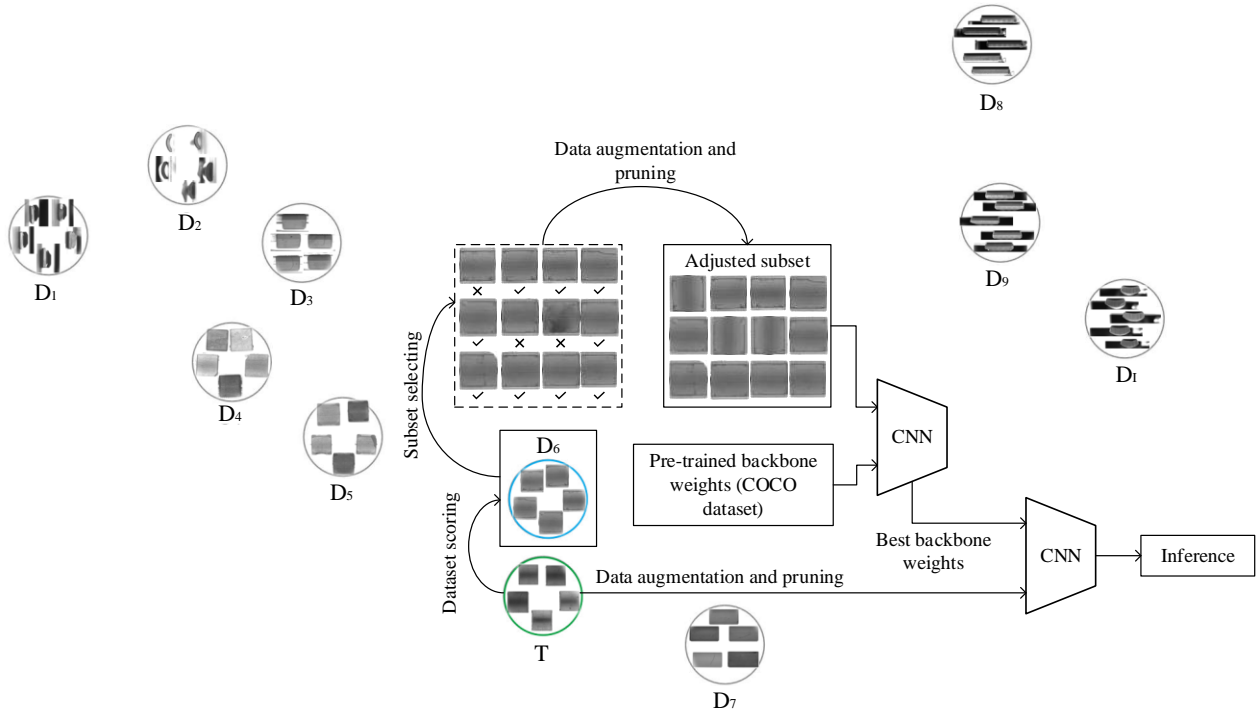 D8
Data augmentation and
pruning
D2
D9
Adjusted subset
D1
D3
DI
Subset selecting
D4
CNN
D5
D6
Pre-trained backbone
weights (COCO
dataset)
Best backbone
weights
CNN
Inference
Dataset scoring
Data augmentation and pruning
T
D7